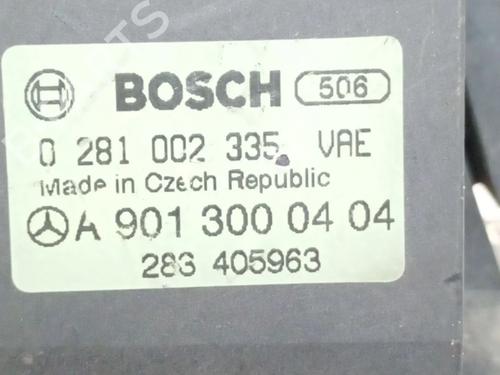 BOSCH 506
0 281 002 335 VAE
Made in Czech Republic
A 901 300 04 04
283 405963